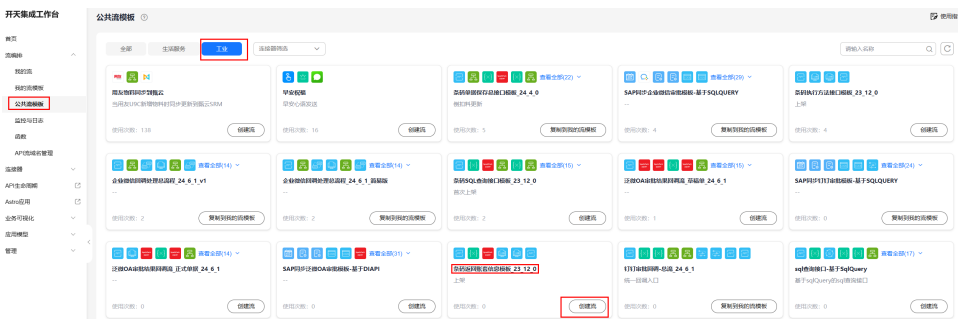 开天集成工作台
公共流模板
使用指
首页
流编排
我的流
我的流模板
公共流模板
监控与日志
函数
API流域名管理
连接器
API生命周期
Astro应用
业务可视化
应用模型
管理
全部 生活服务 工业 连接器筛选 请输入名称
用友物料同步到甄云
当用友U9C新增物料时同步更新到甄云SRM
使用次数: 138 创建流
早安祝福
早安心语发送
使用次数: 16 创建流
查看全部(22)
条码单据保存总接口模板_24_4_0
使用次数: 5 复制到我的流模板
查看全部(29)
SAP同步企业微信审批模板-基于SQLQUERY
...
使用次数: 4 复制到我的流模板
条码执行方法接口模板_23_12_0
上架
使用次数: 4 创建流
查看全部(14)
企业微信回调处理总流程_24_6_1_v1
...
使用次数: 2 复制到我的流模板
查看全部(14)
企业微信回调处理总流程_24_6_1_首层版
...
使用次数: 2 复制到我的流模板
查看全部(15)
条码SQL查询接口模板_23_12_0
首次上架
使用次数: 2 创建流
查看全部(15)
泛微OA审批结果回调流_草稿单_24_6_1
...
使用次数: 1 创建流
查看全部(24)
SAP同步钉钉审批模板-基于SQLQUERY
...
使用次数: 0 复制到我的流模板
查看全部(14)
泛微OA审批结果回调流_正式单据_24_6_1
...
使用次数: 0 创建流
查看全部(31)
SAP同步泛微OA审批模板-基于DIAPI
...
使用次数: 0 创建流
条码返回账套信息模板_23_12_0
上架
使用次数: 0 创建流
钉钉审批回调-总流_24_6_1
统一回调入口
使用次数: 0 复制到我的流模板
查看全部(17)
sql查询接口-基于SqlQuery
基于sqlQuery的sql查询接口
使用次数: 0 创建流